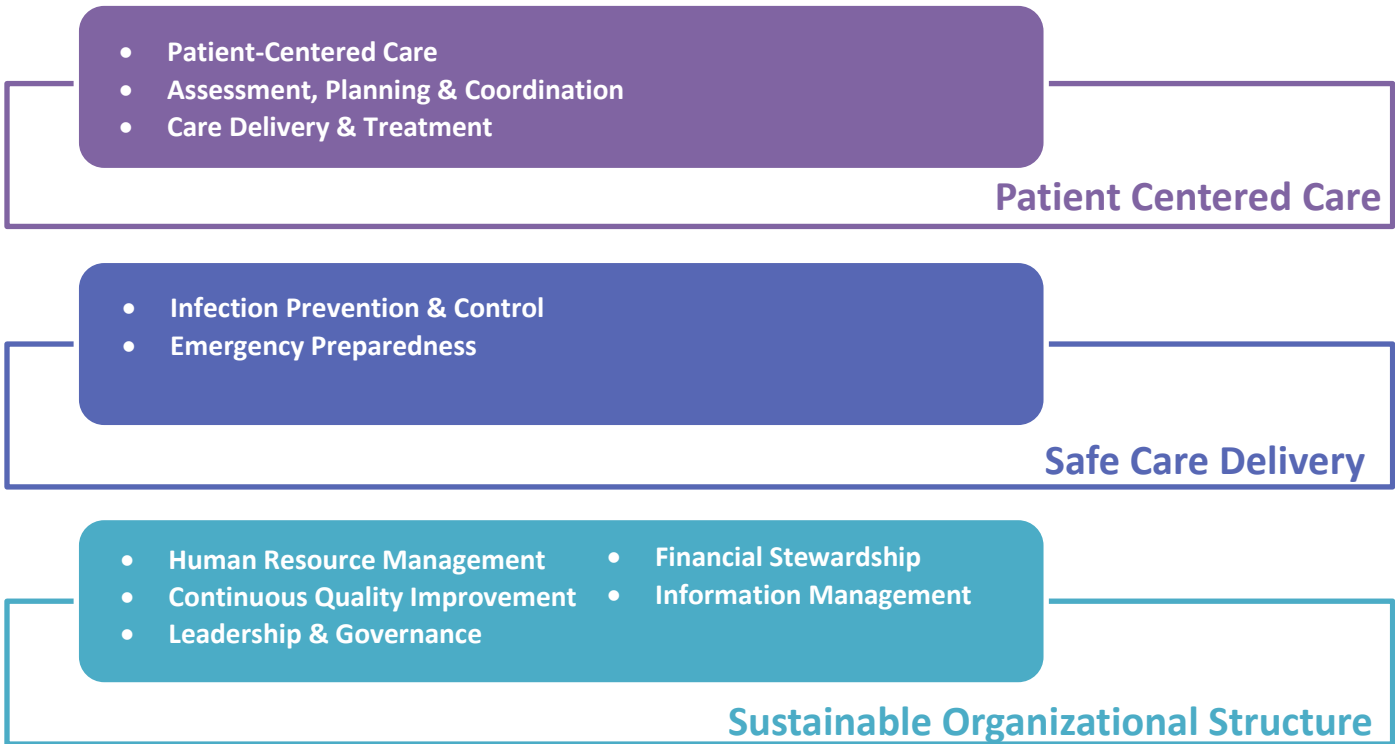 • Patient-Centered Care
• Assessment, Planning & Coordination
• Care Delivery & Treatment
Patient Centered Care
• Infection Prevention & Control
• Emergency Preparedness
Safe Care Delivery
• Human Resource Management
• Continuous Quality Improvement
• Leadership & Governance
• Financial Stewardship
• Information Management
Sustainable Organizational Structure